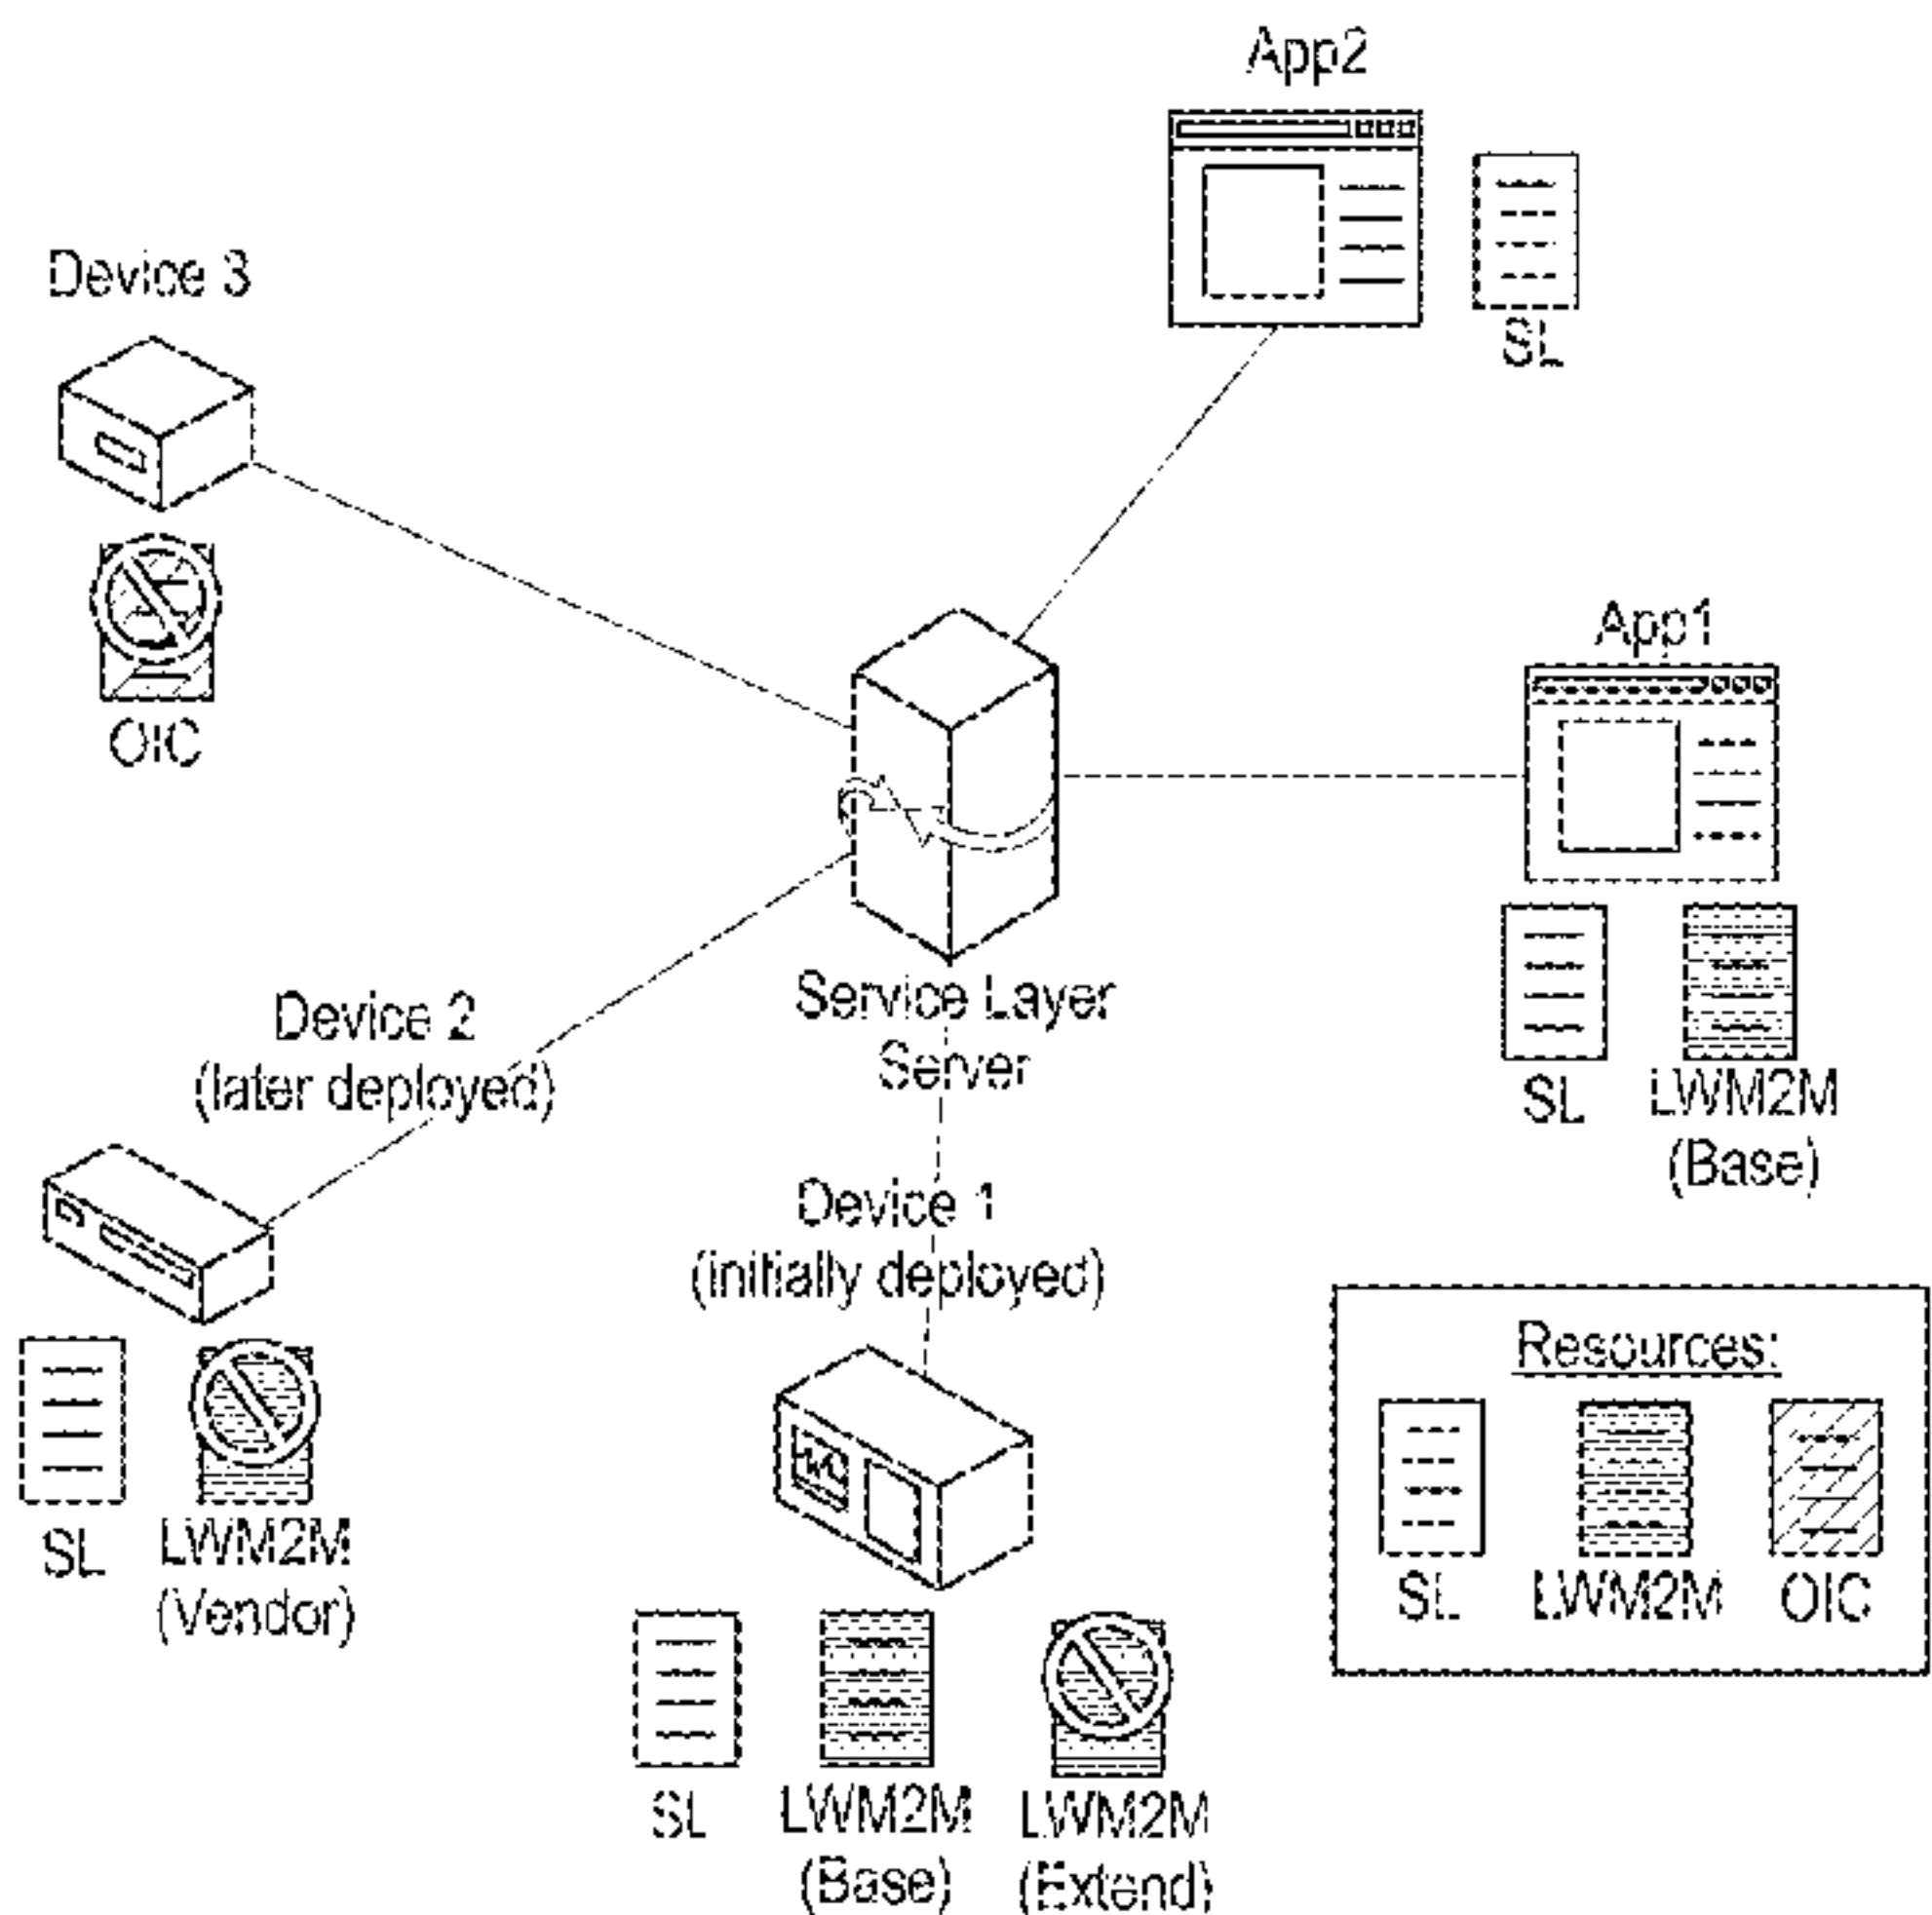 App2
SL
Device 3
OIC
App1
SL
LWM2M
(Base)
Service Layer
Server
Device 2
(later deployed)
SL
LWM2M
(Vendor)
Device 1
(initially deployed)
SL
LWM2M
(Base)
LWM2M
(Extend)
Resources:
SL
LWM2M
OIC